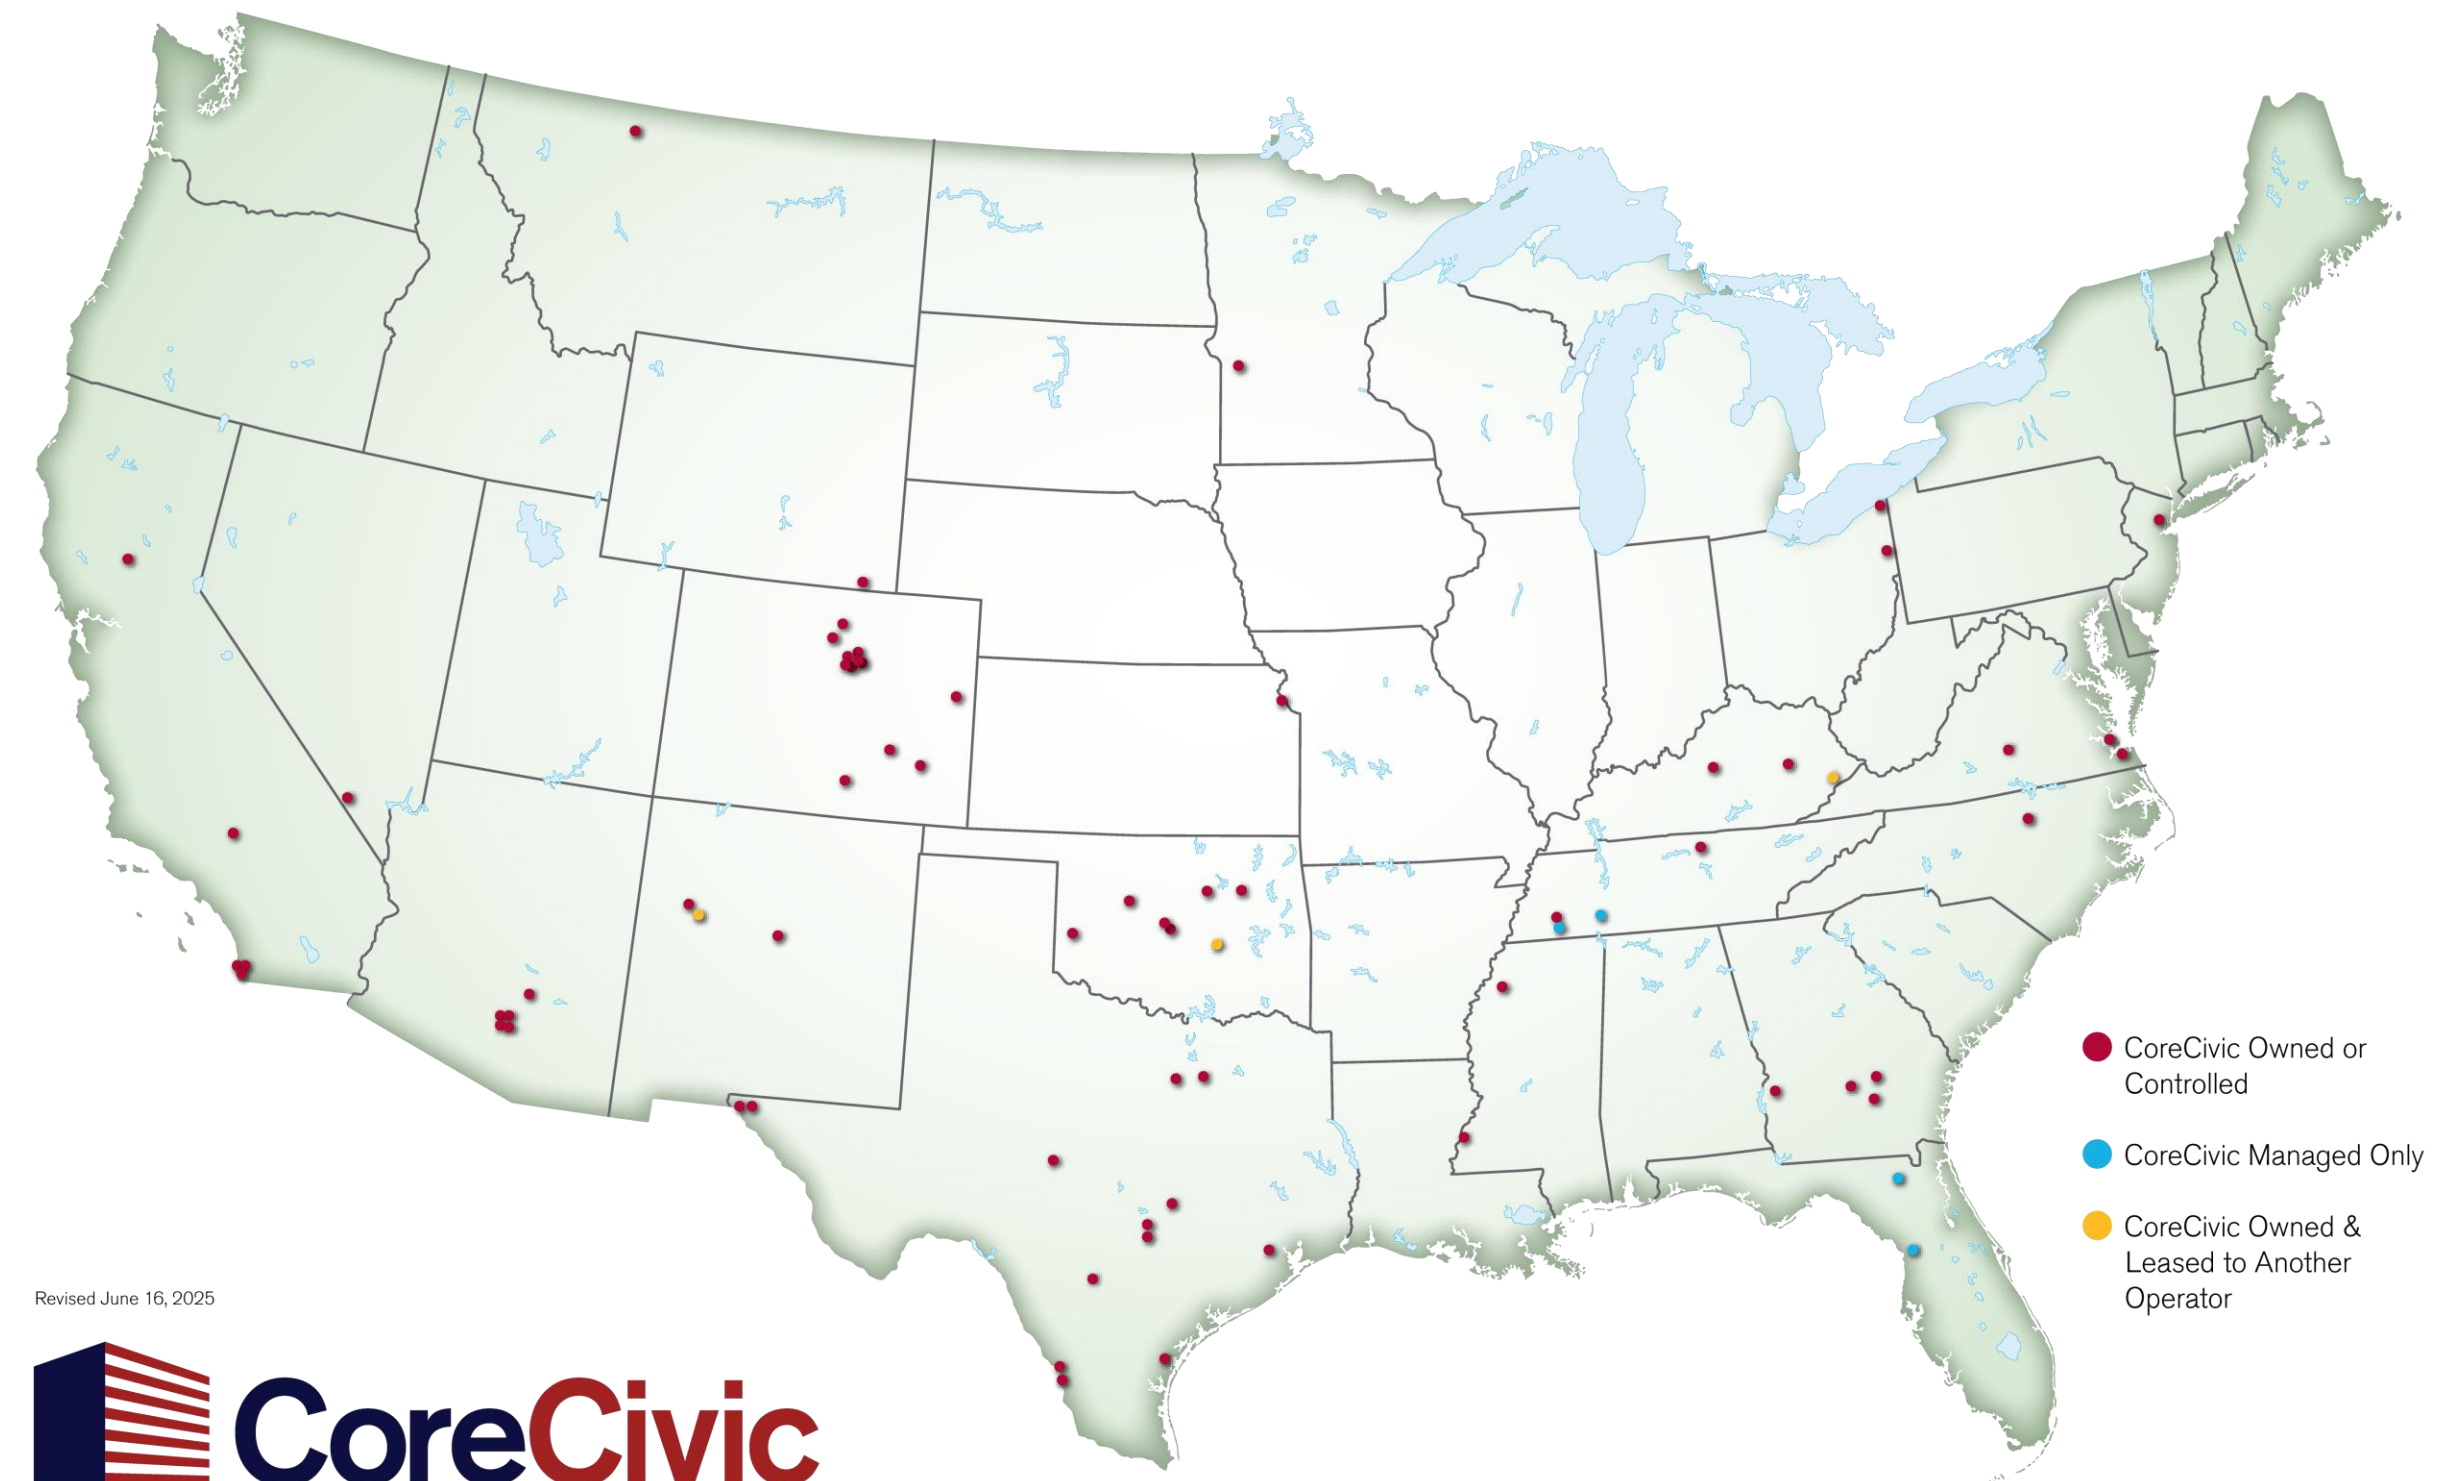 CoreCivic Owned or
Controlled
CoreCivic Managed Only
CoreCivic Owned &
Leased to Another
Operator
Revised June 16, 2025
CoreCivic